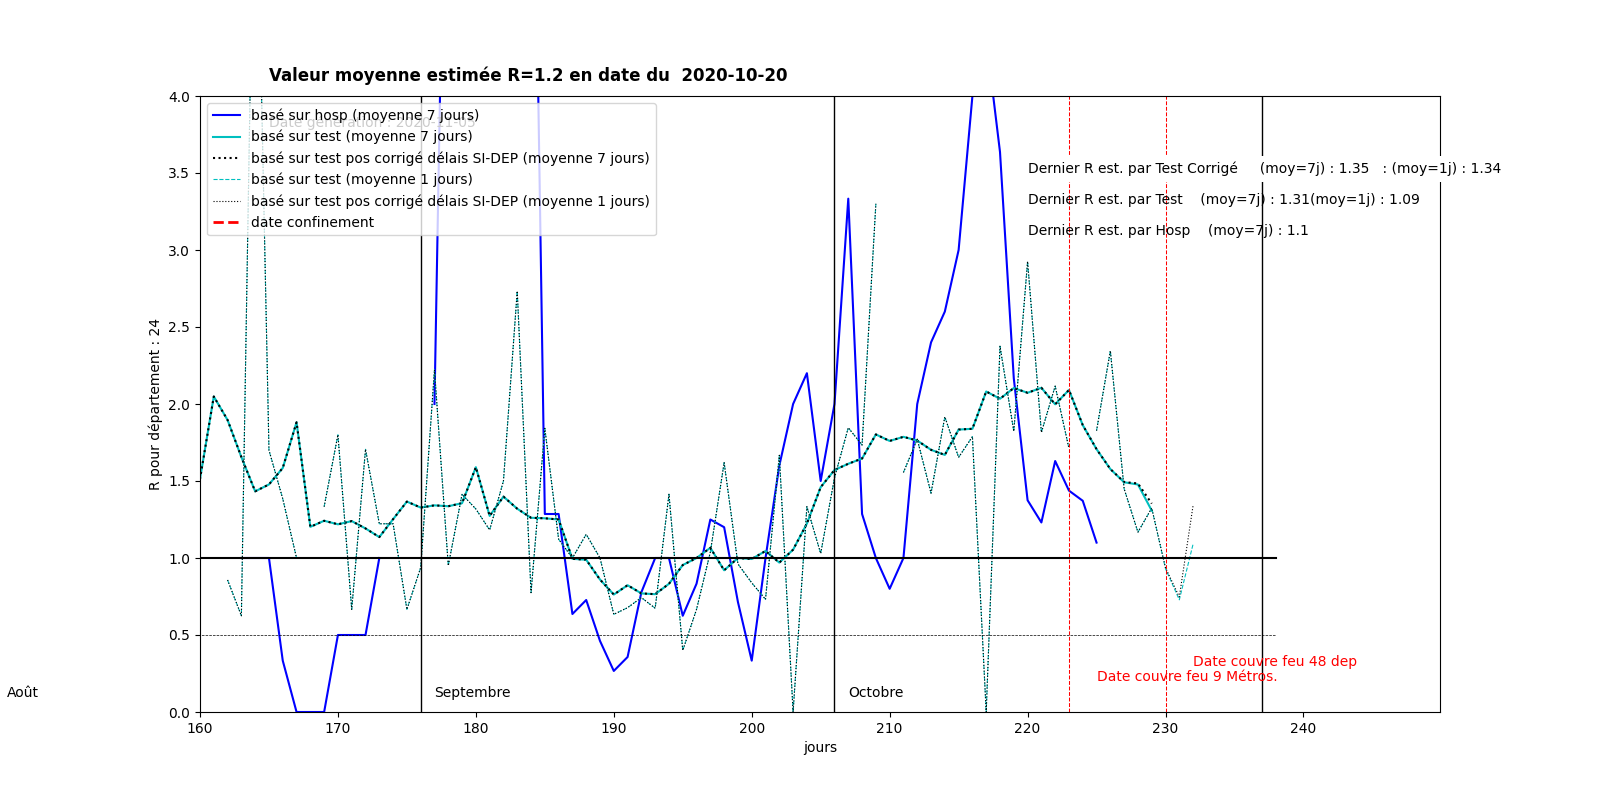 Valeur moyenne estimée R=1.2 en date du  2020-10-20
Date génération : 2020-11-05
basé sur hosp (moyenne 7 jours)
basé sur test (moyenne 7 jours)
basé sur test pos corrigé délais SI-DEP (moyenne 7 jours)
basé sur test (moyenne 1 jours)
basé sur test pos corrigé délais SI-DEP (moyenne 1 jours)
date confinement
Dernier R est. par Test Corrigé (moy=7j) : 1.35 : (moy=1j) : 1.34
Dernier R est. par Test (moy=7j) : 1.31(moy=1j) : 1.09
Dernier R est. par Hosp (moy=7j) : 1.1
R pour département : 24
4.0
3.5
3.0
2.5
2.0
1.5
1.0
0.5
0.0
Date couvre feu 48 dep
Date couvre feu 9 Métros.
Août
Septembre
Octobre
160 170 180 190 200 210 220 230 240
jours